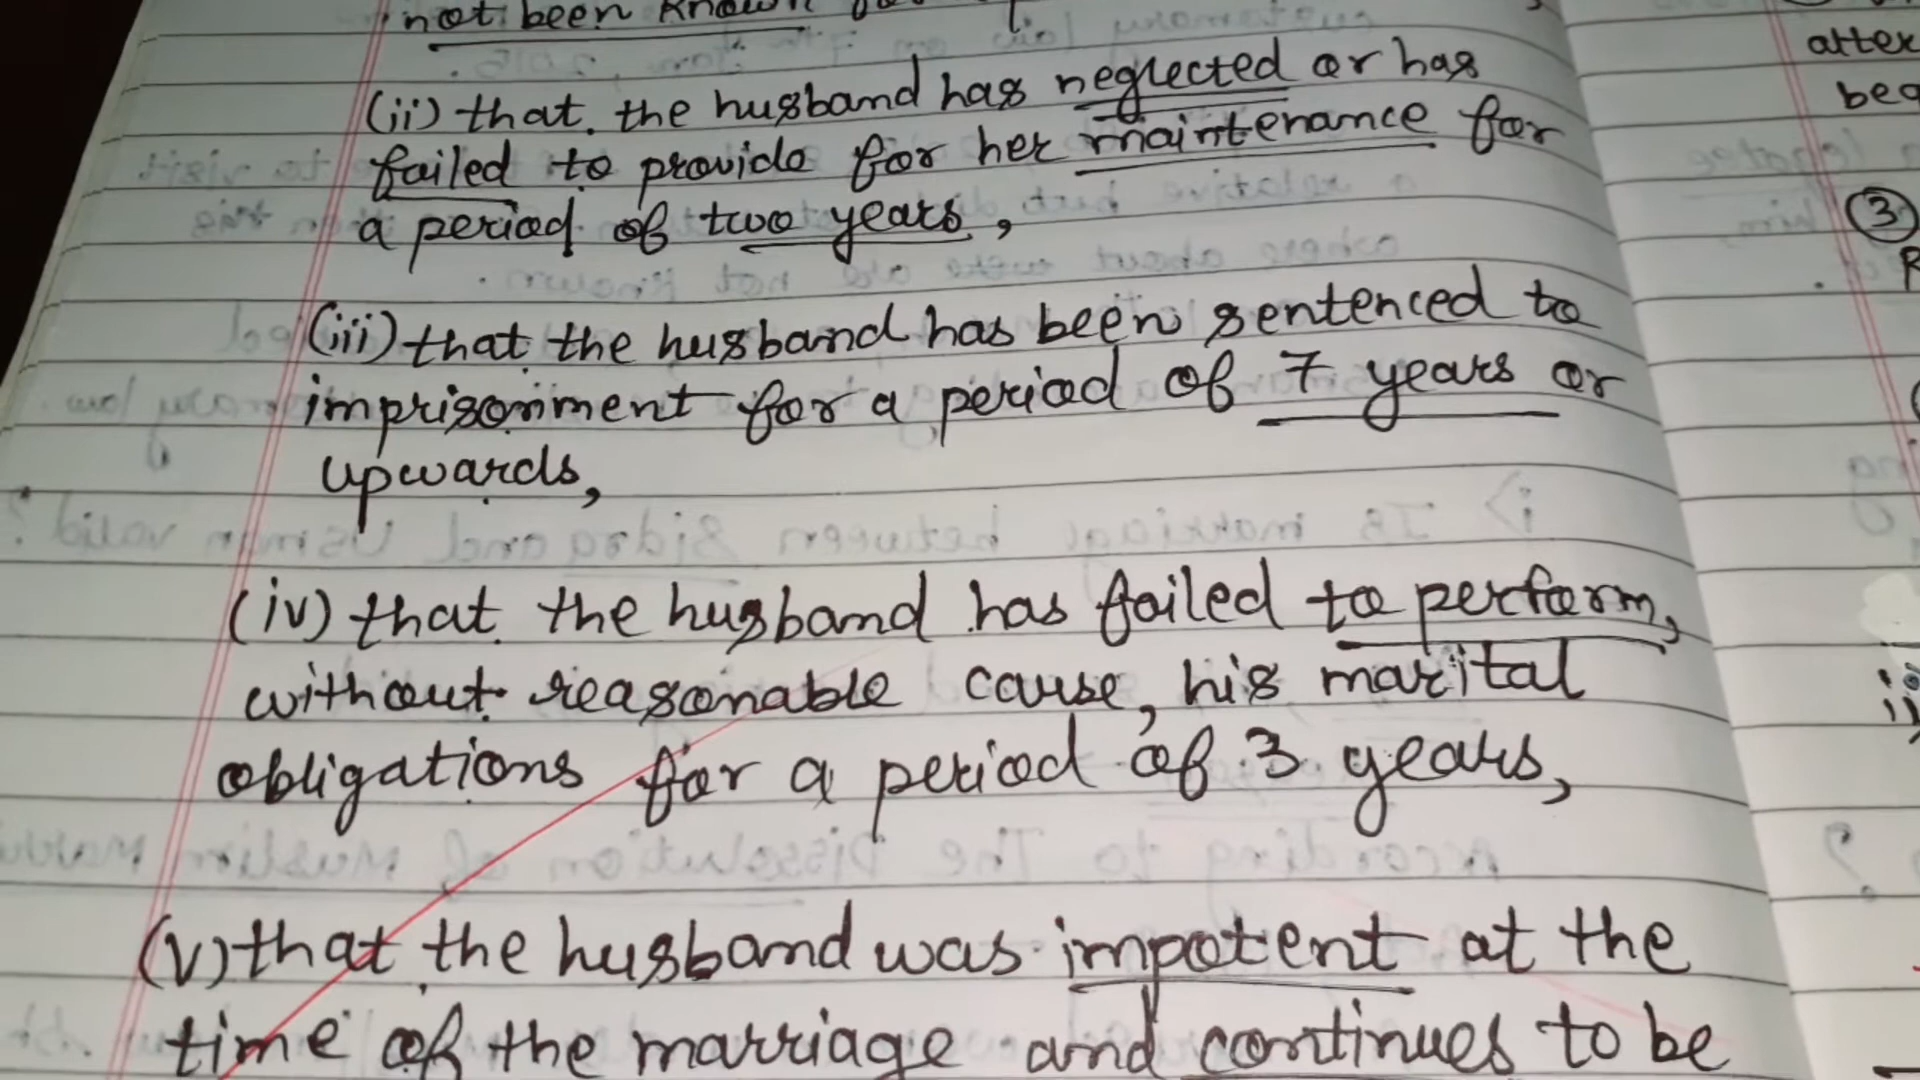 not been known
(ii) that the husband has neglected or has
failed to provide for her maintenance for
a period of two years,
(iii) that the husband has been sentenced to
imprisonment for a period of 7 years or
upwards,
(iv) that the husband has failed to perform,
without reasonable cause, his marital
obligations for a period of 3 years,
(v) that the husband was impotent at the
time of the marriage and continues to be
after
3